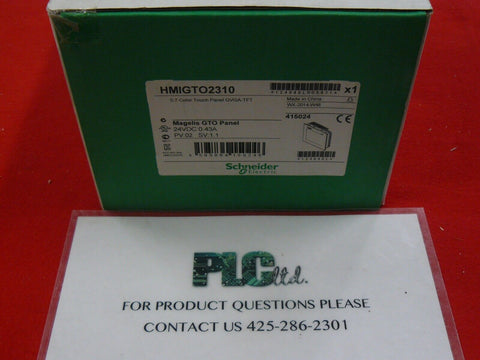 HMIGTO2310
x1
5.7 Color Touch Panel QVGA-TFT
Made in China
Magelis GTO Panel
24VDC 0.43A
PV:02 SV:1.1
415024
CE
Schneider
Electric
PLC ltd.
FOR PRODUCT QUESTIONS PLEASE
CONTACT US 425-286-2301